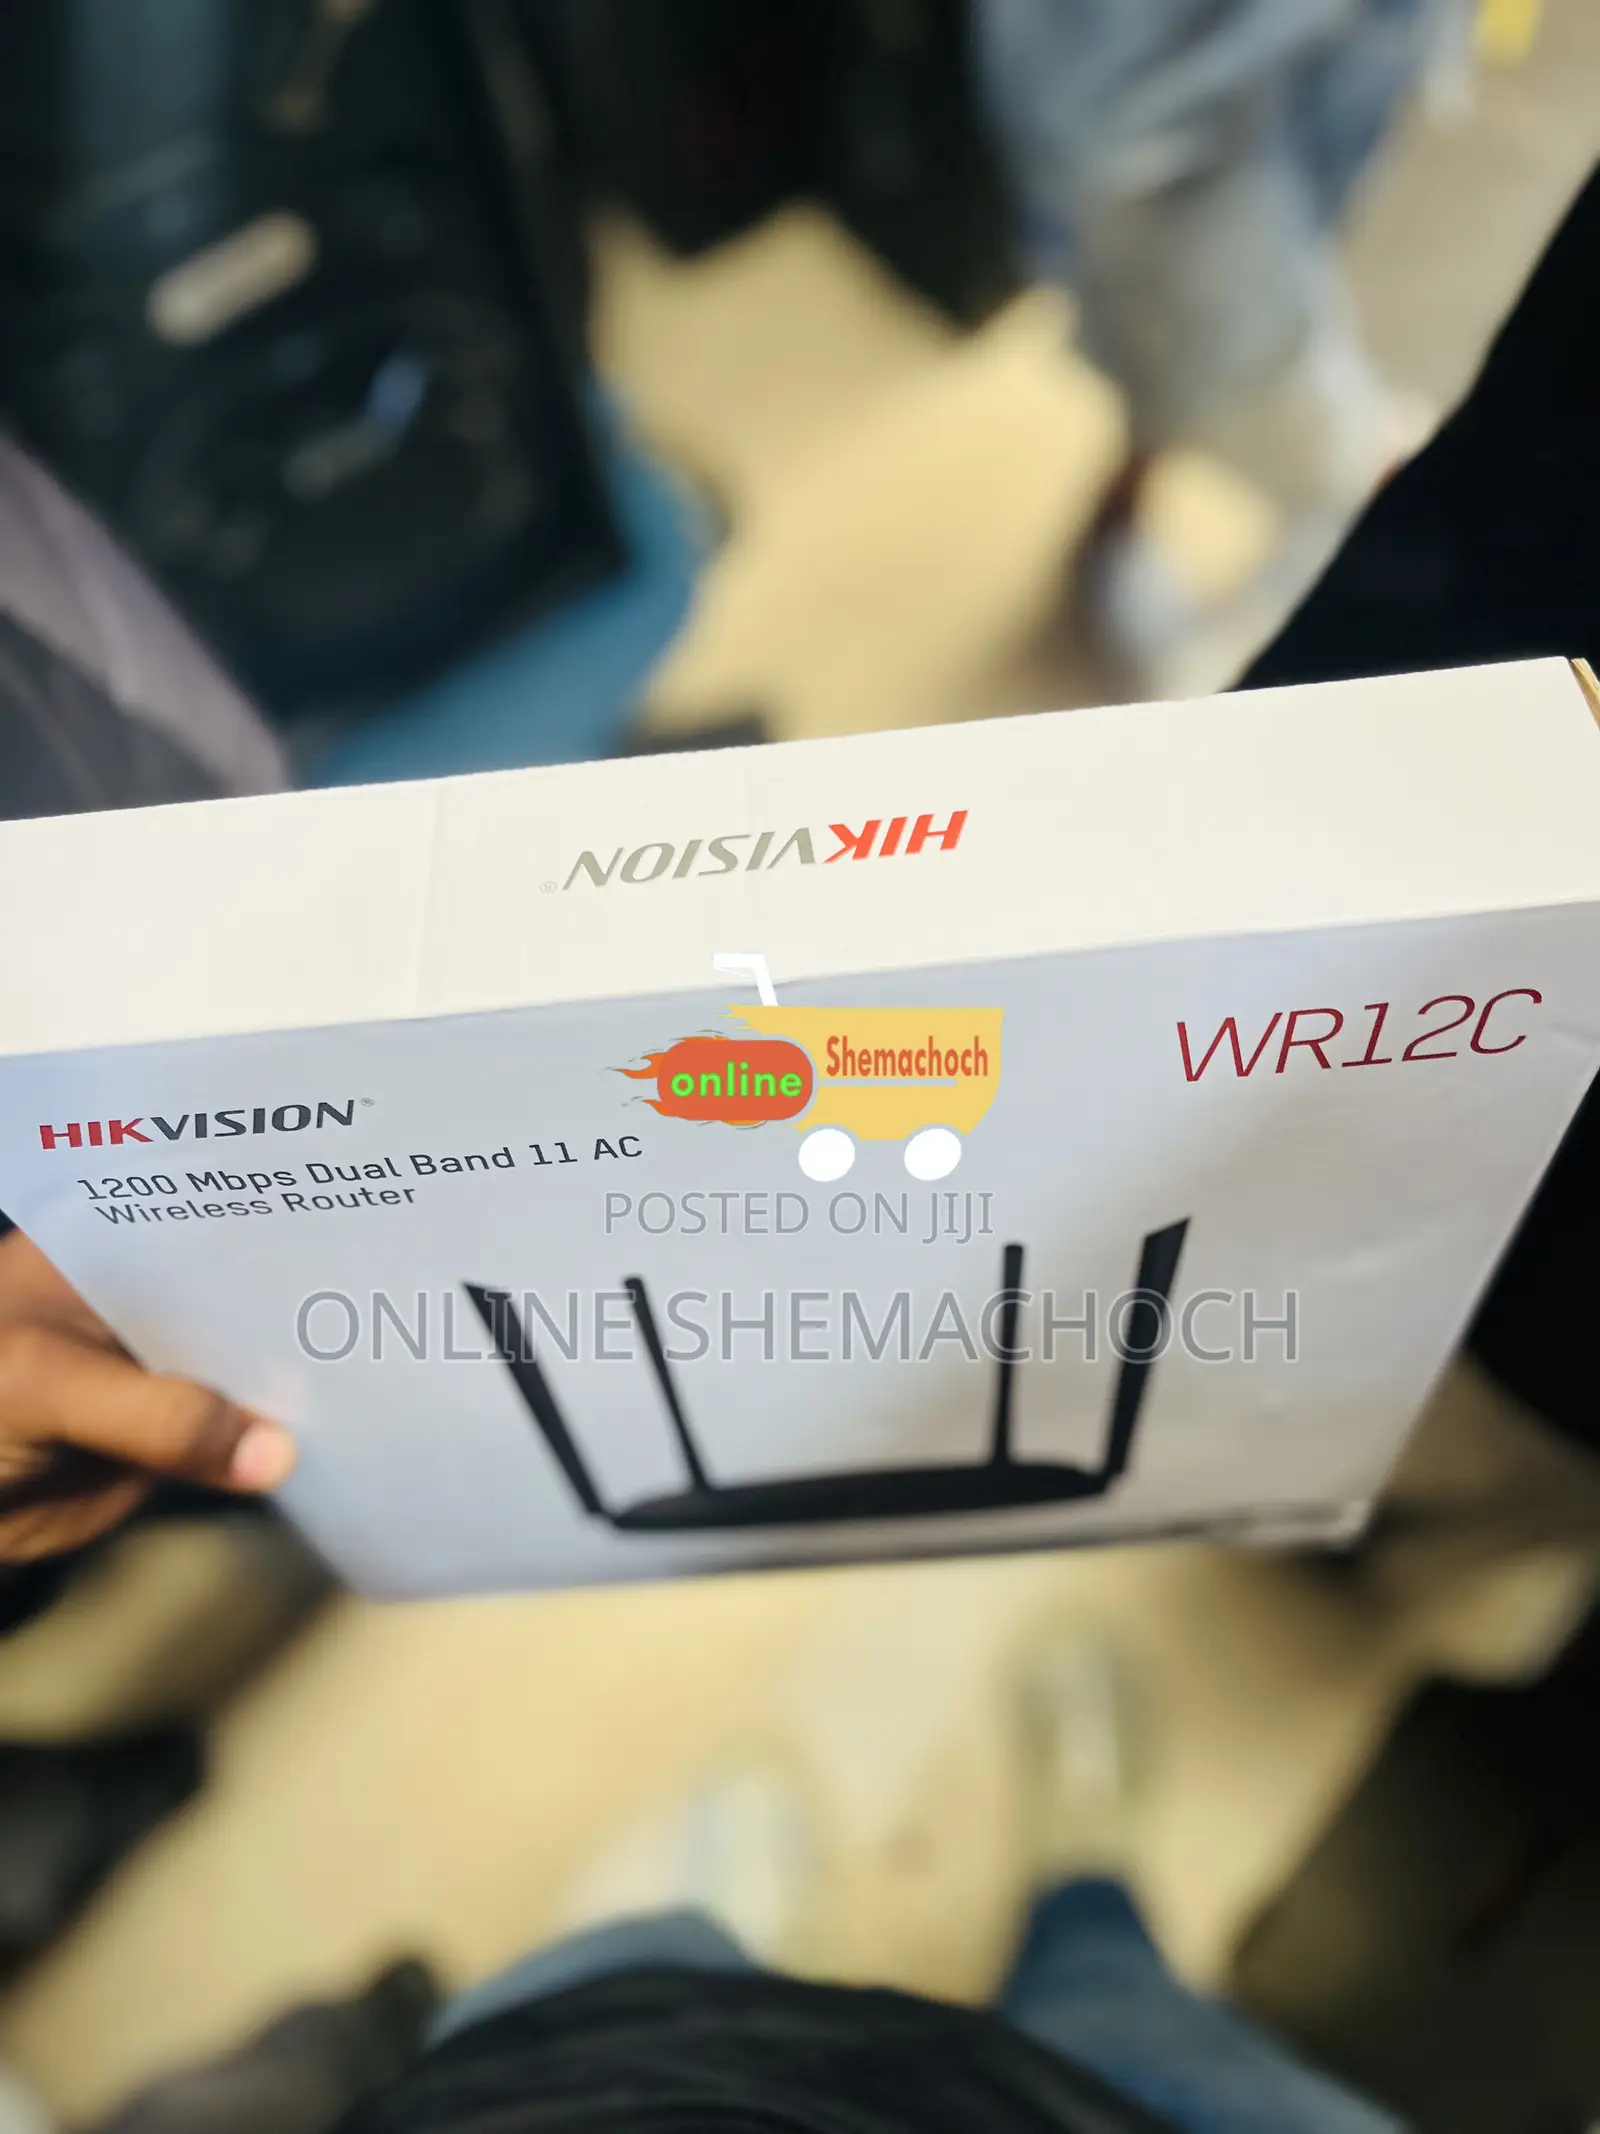 HIKVISION®
WR12C
online Shemachoch
HIKVISION®
1200 Mbps Dual Band 11 AC
Wireless Router
POSTED ON JIJI
ONLINE SHEMACHOCH